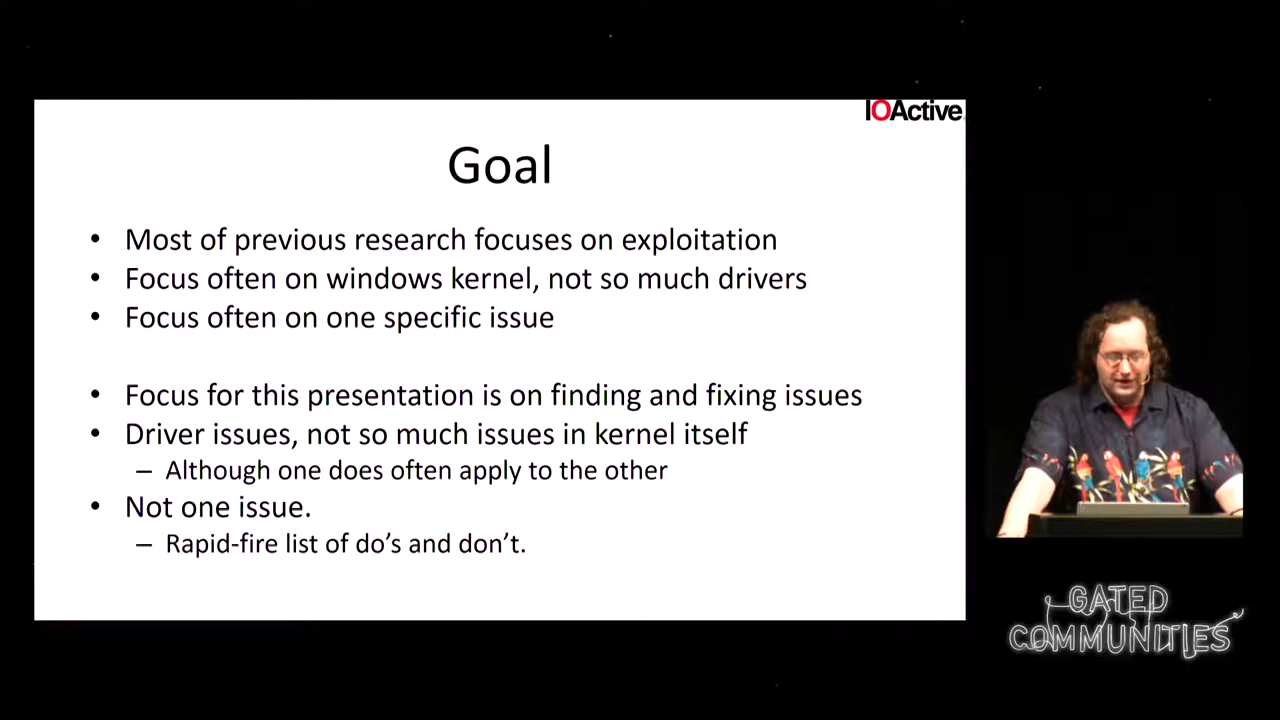 IOActive
Goal
• Most of previous research focuses on exploitation
• Focus often on windows kernel, not so much drivers
• Focus often on one specific issue
• Focus for this presentation is on finding and fixing issues
• Driver issues, not so much issues in kernel itself
– Although one does often apply to the other
• Not one issue.
– Rapid-fire list of do’s and don’t.
GATED
COMMUNITIES